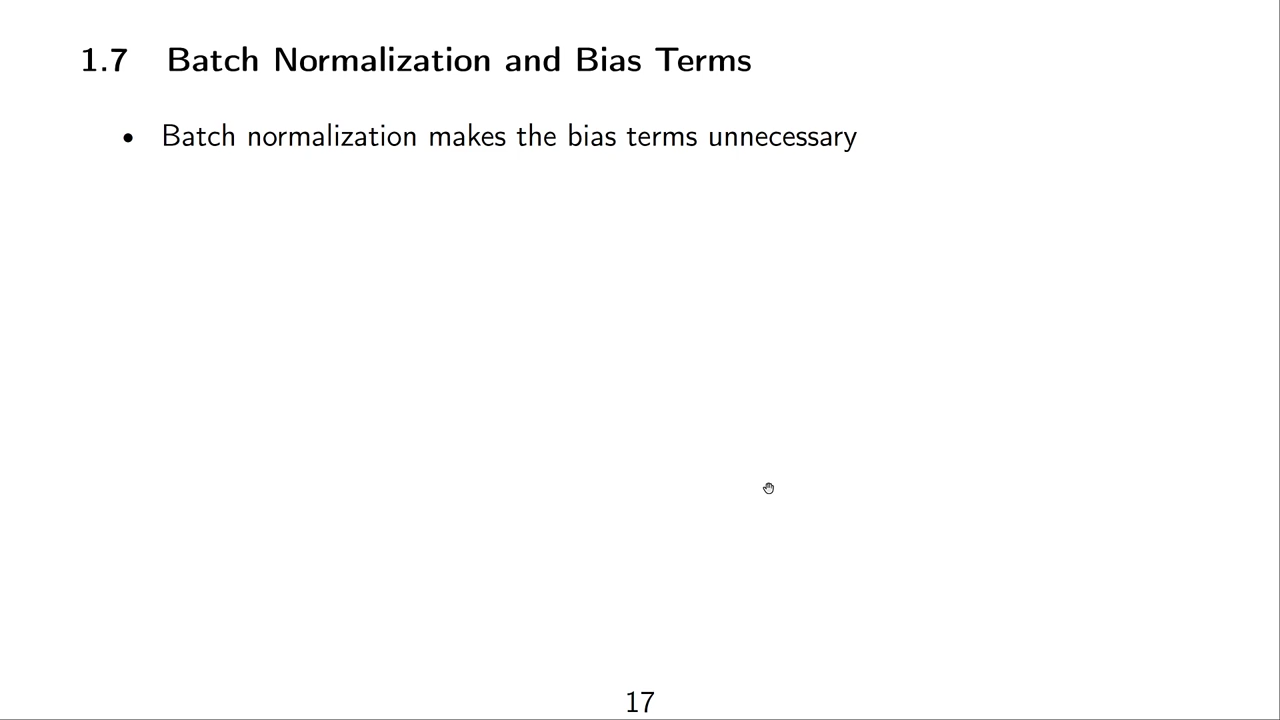 1.7 Batch Normalization and Bias Terms
• Batch normalization makes the bias terms unnecessary
17